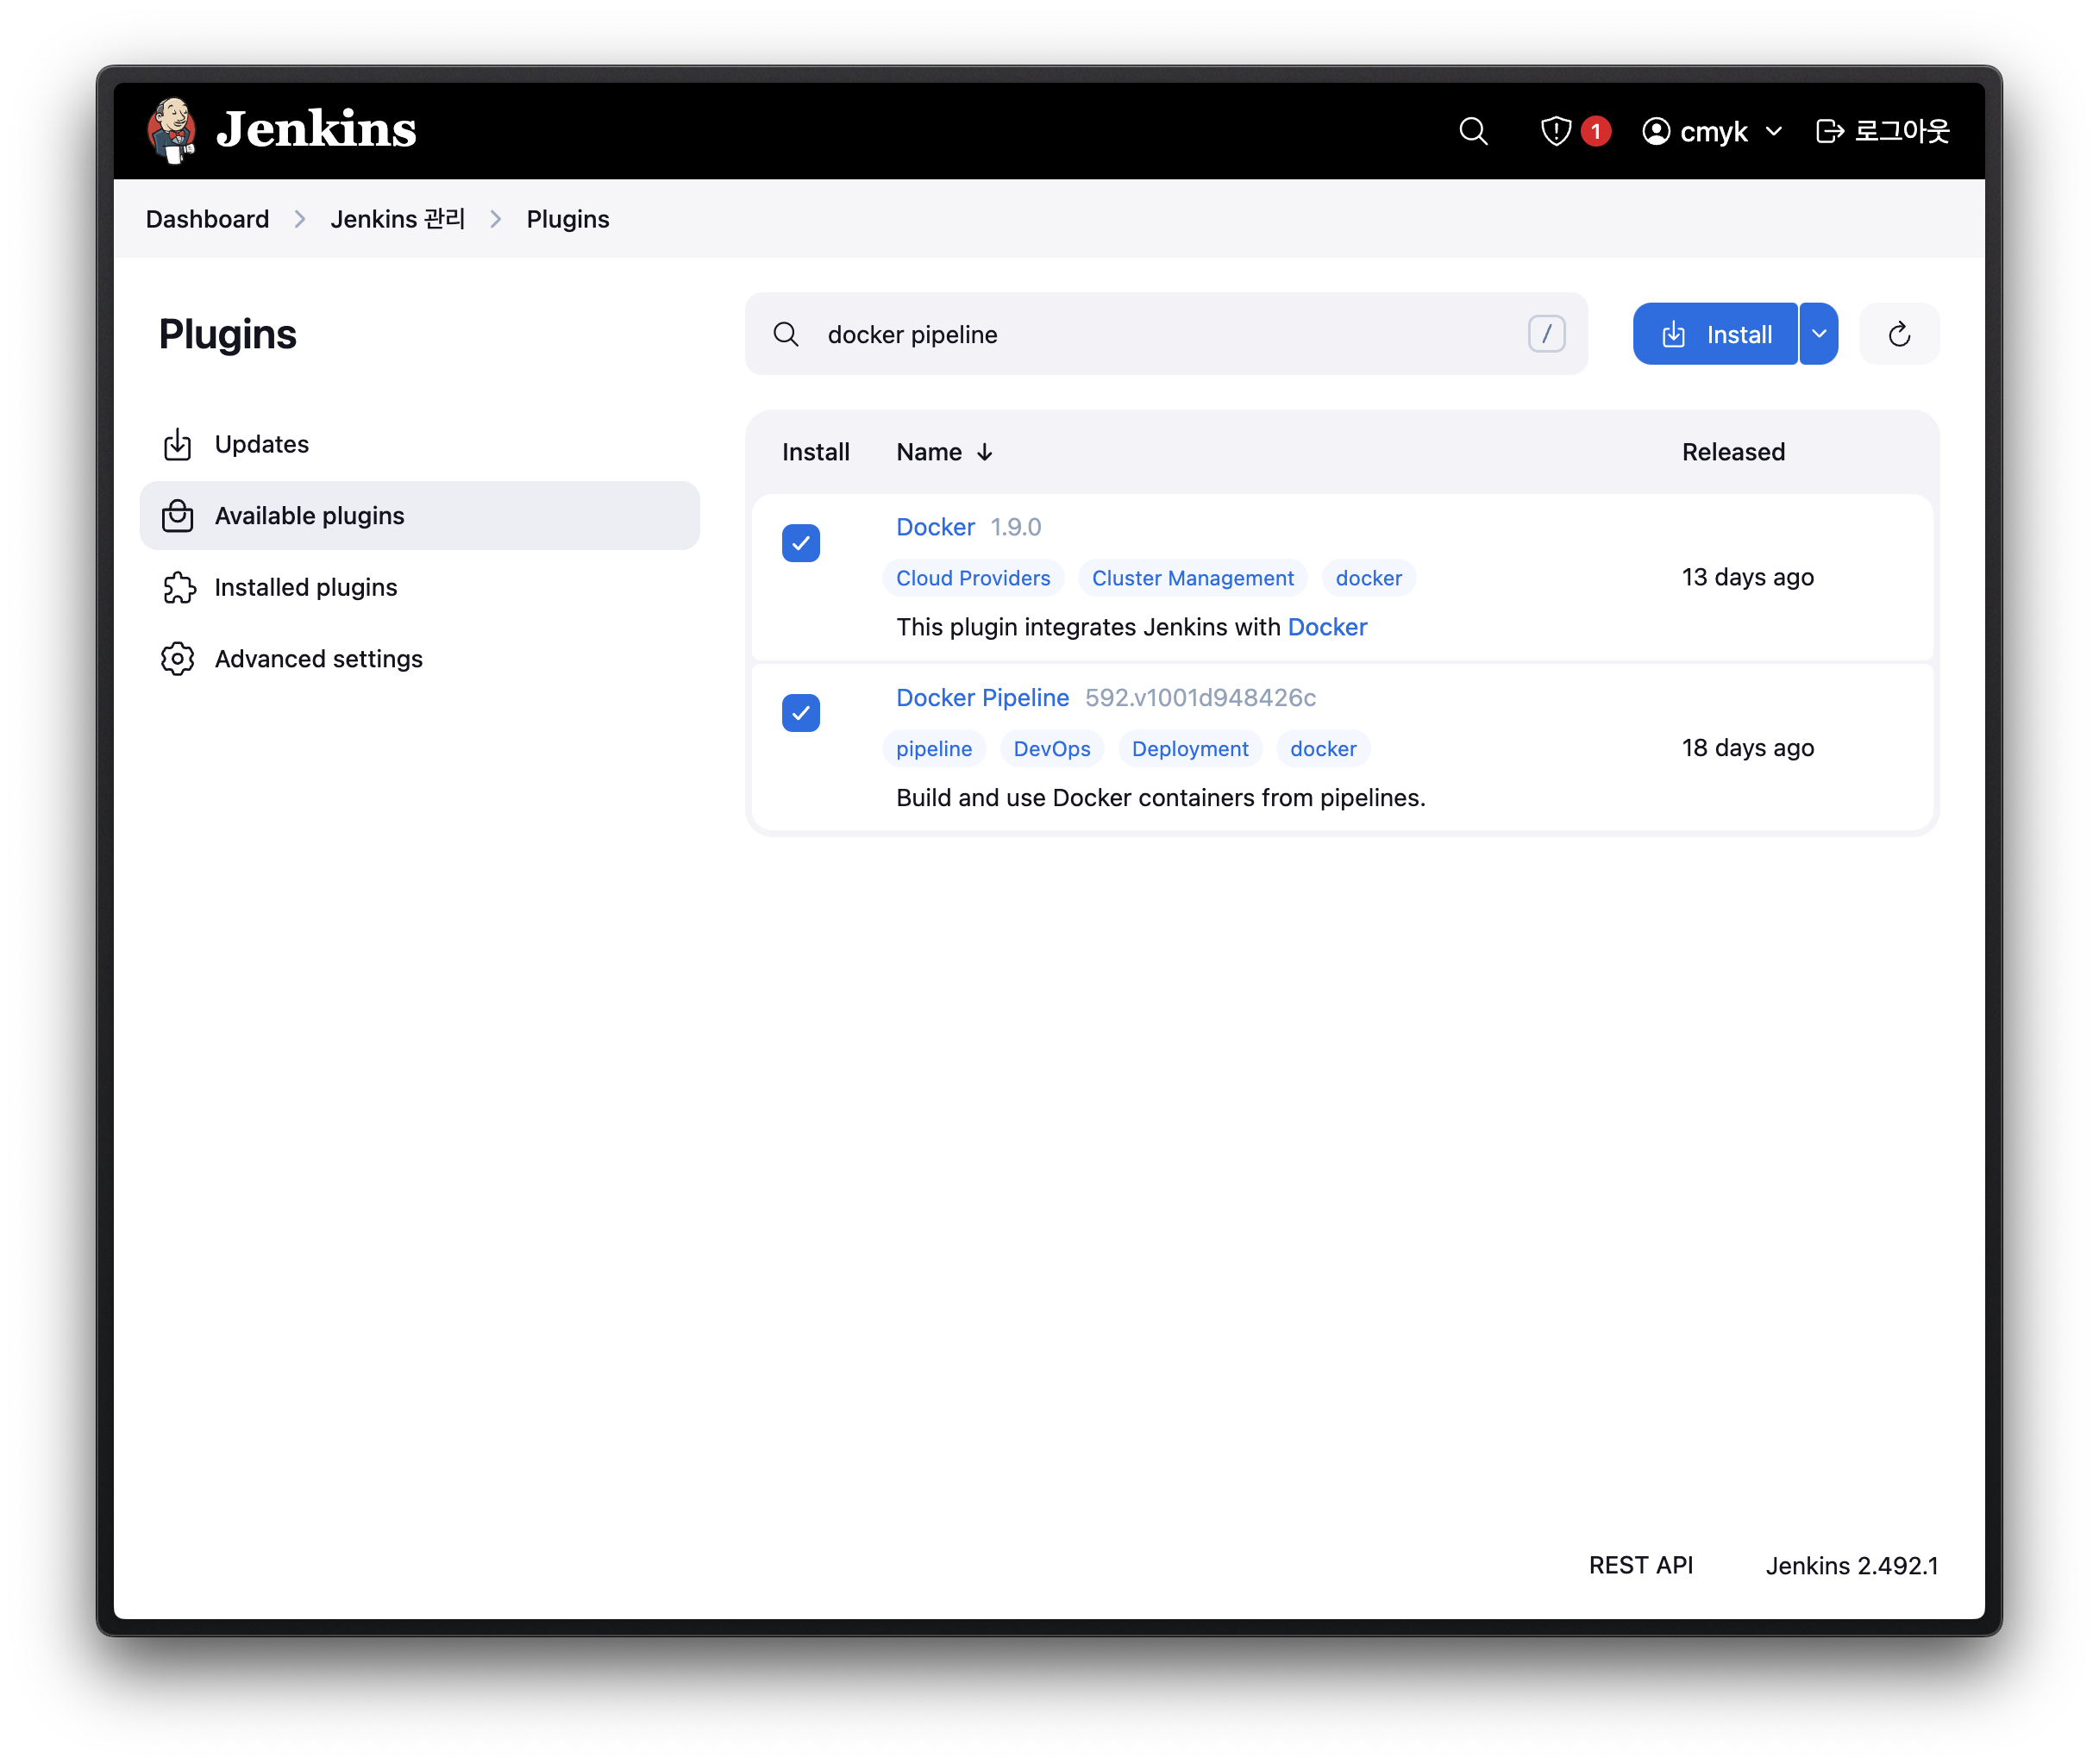 Jenkins
1
cmyk
로그아웃
Dashboard
Jenkins 관리
Plugins
Plugins
docker pipeline
/
Install
Updates
Available plugins
Installed plugins
Advanced settings
Install
Name
Released
Docker 1.9.0
Cloud Providers
Cluster Management
docker
13 days ago
This plugin integrates Jenkins with Docker
Docker Pipeline 592.v1001d948426c
pipeline
DevOps
Deployment
docker
18 days ago
Build and use Docker containers from pipelines.
REST API
Jenkins 2.492.1